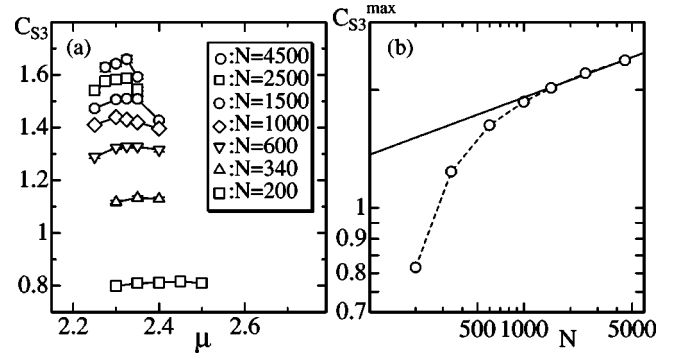 C_S3
(a)
1.6
1.4
1.2
1
0.8
2.2 2.4 2.6
μ
:N=4500
:N=2500
:N=1500
:N=1000
:N=600
:N=340
:N=200
C_S3^max
(b)
1
0.9
0.8
0.7
500 1000 N 5000